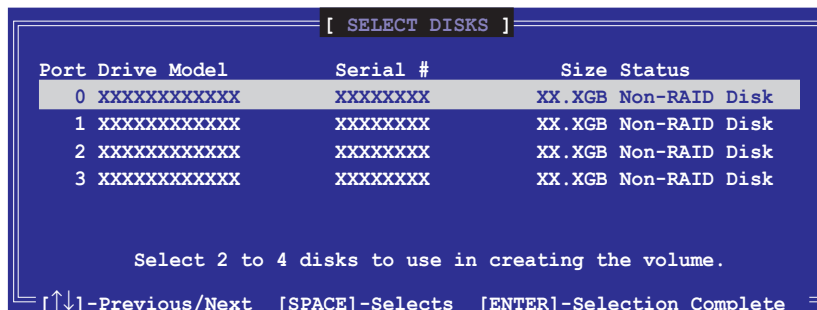 [ SELECT DISKS ]
Port Drive Model Serial # Size Status
0 XXXXXXXXXXXX XXXXXXXX XX.XGB Non-RAID Disk
1 XXXXXXXXXXXX XXXXXXXX XX.XGB Non-RAID Disk
2 XXXXXXXXXXXX XXXXXXXX XX.XGB Non-RAID Disk
3 XXXXXXXXXXXX XXXXXXXX XX.XGB Non-RAID Disk
Select 2 to 4 disks to use in creating the volume.
[↑↓]-Previous/Next [SPACE]-Selects [ENTER]-Selection Complete